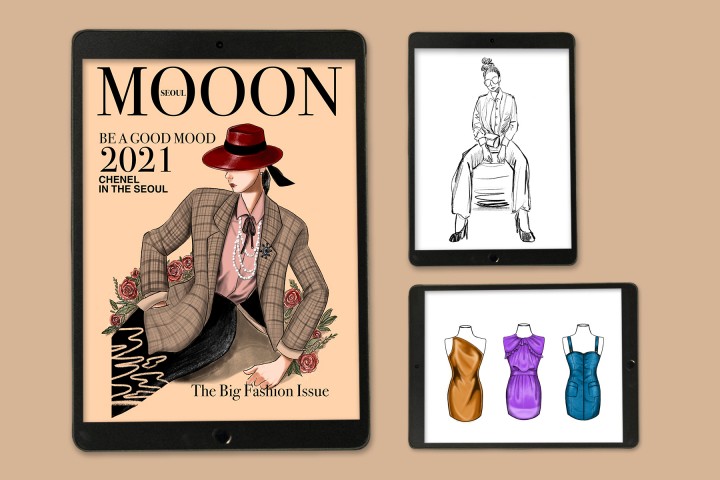 MOOON
SEOUL
BE A GOOD MOOD
2021
CHENEL
IN THE SEOUL
The Big Fashion Issue